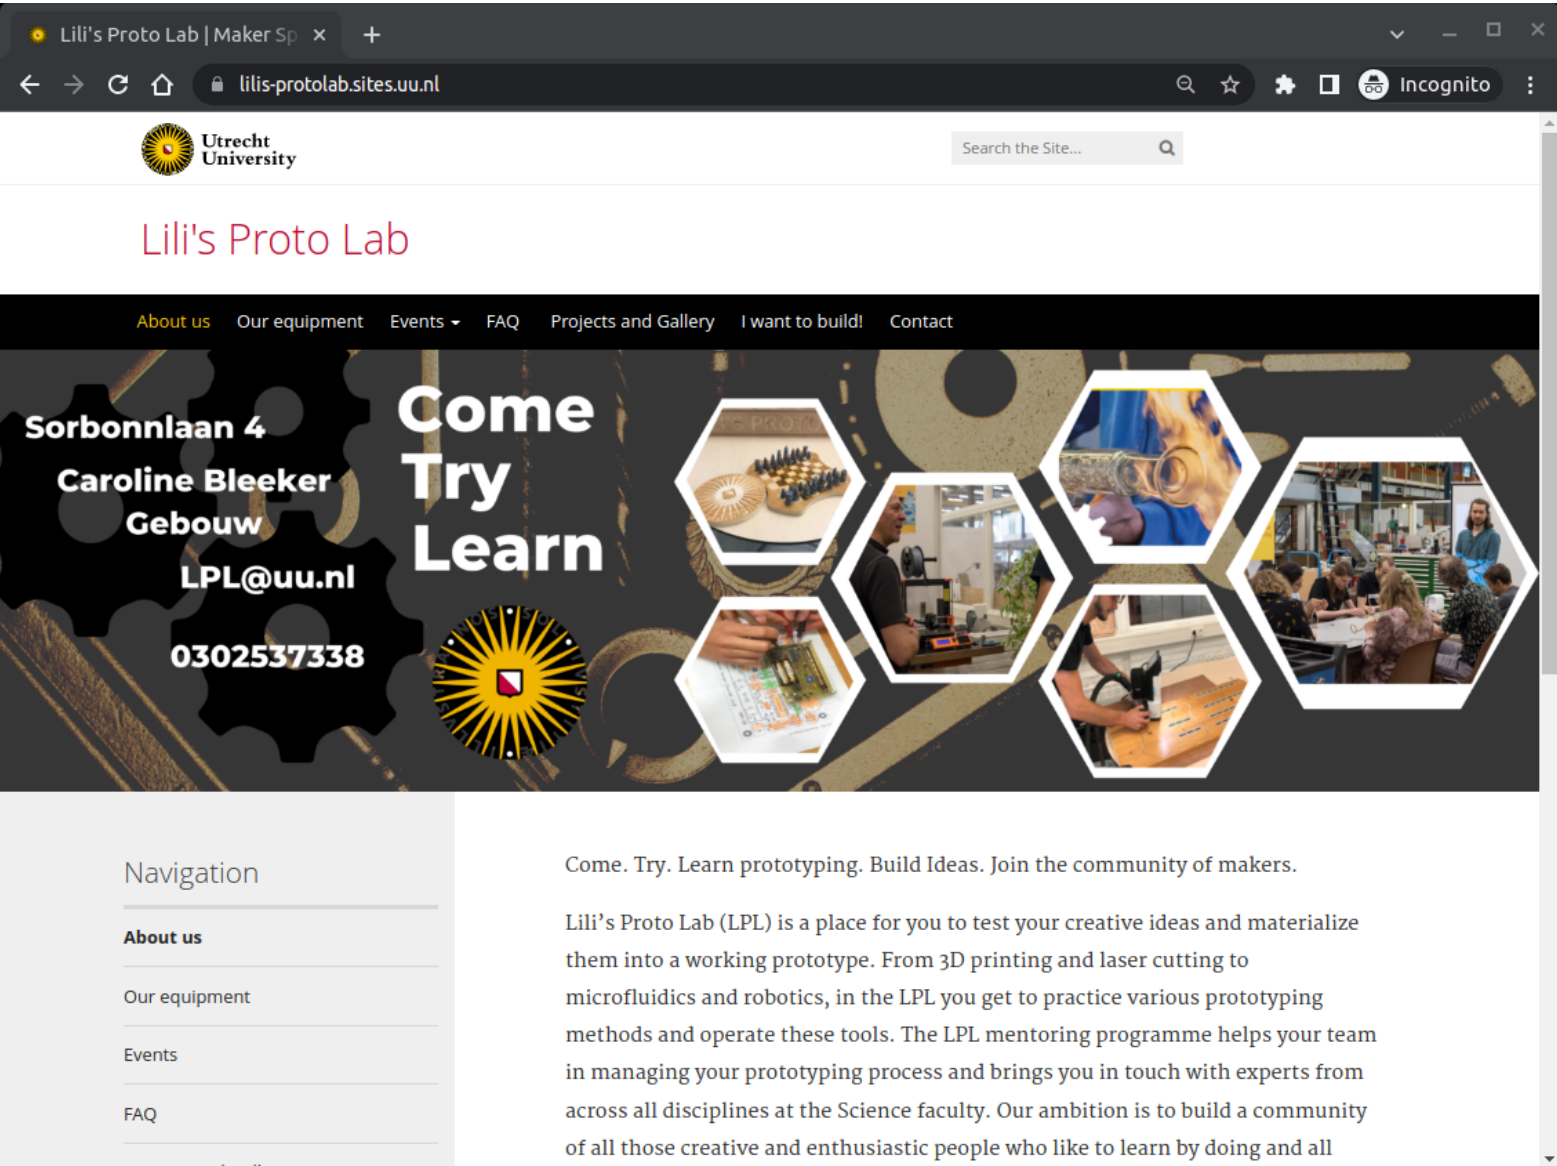 Lili's Proto Lab | Maker Sp
lilis-protolab.sites.uu.nl
Incognito
Utrecht
University
Search the Site...
Lili's Proto Lab
About us Our equipment Events FAQ Projects and Gallery I want to build! Contact
Sorbonnlaan 4
Caroline Bleeker
Gebouw
LPL@uu.nl
0302537338
Come
Try
Learn
Navigation
About us
Our equipment
Events
FAQ
Come. Try. Learn prototyping. Build Ideas. Join the community of makers.
Lili’s Proto Lab (LPL) is a place for you to test your creative ideas and materialize
them into a working prototype. From 3D printing and laser cutting to
microfluidics and robotics, in the LPL you get to practice various prototyping
methods and operate these tools. The LPL mentoring programme helps your team
in managing your prototyping process and brings you in touch with experts from
across all disciplines at the Science faculty. Our ambition is to build a community
of all those creative and enthusiastic people who like to learn by doing and all